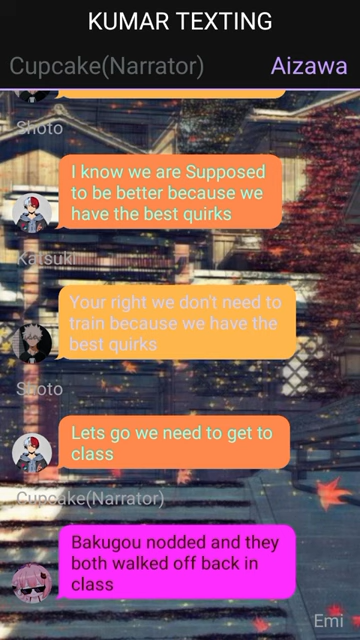 KUMAR TEXTING
Cupcake(Narrator) Aizawa
Shoto
I know we are Supposed
to be better because we
have the best quirks
Katsuki
Your right we don't need to
train because we have the
best quirks
Shoto
Lets go we need to get to
class
Cupcake(Narrator)
Bakugou nodded and they
both walked off back in
class
Emi